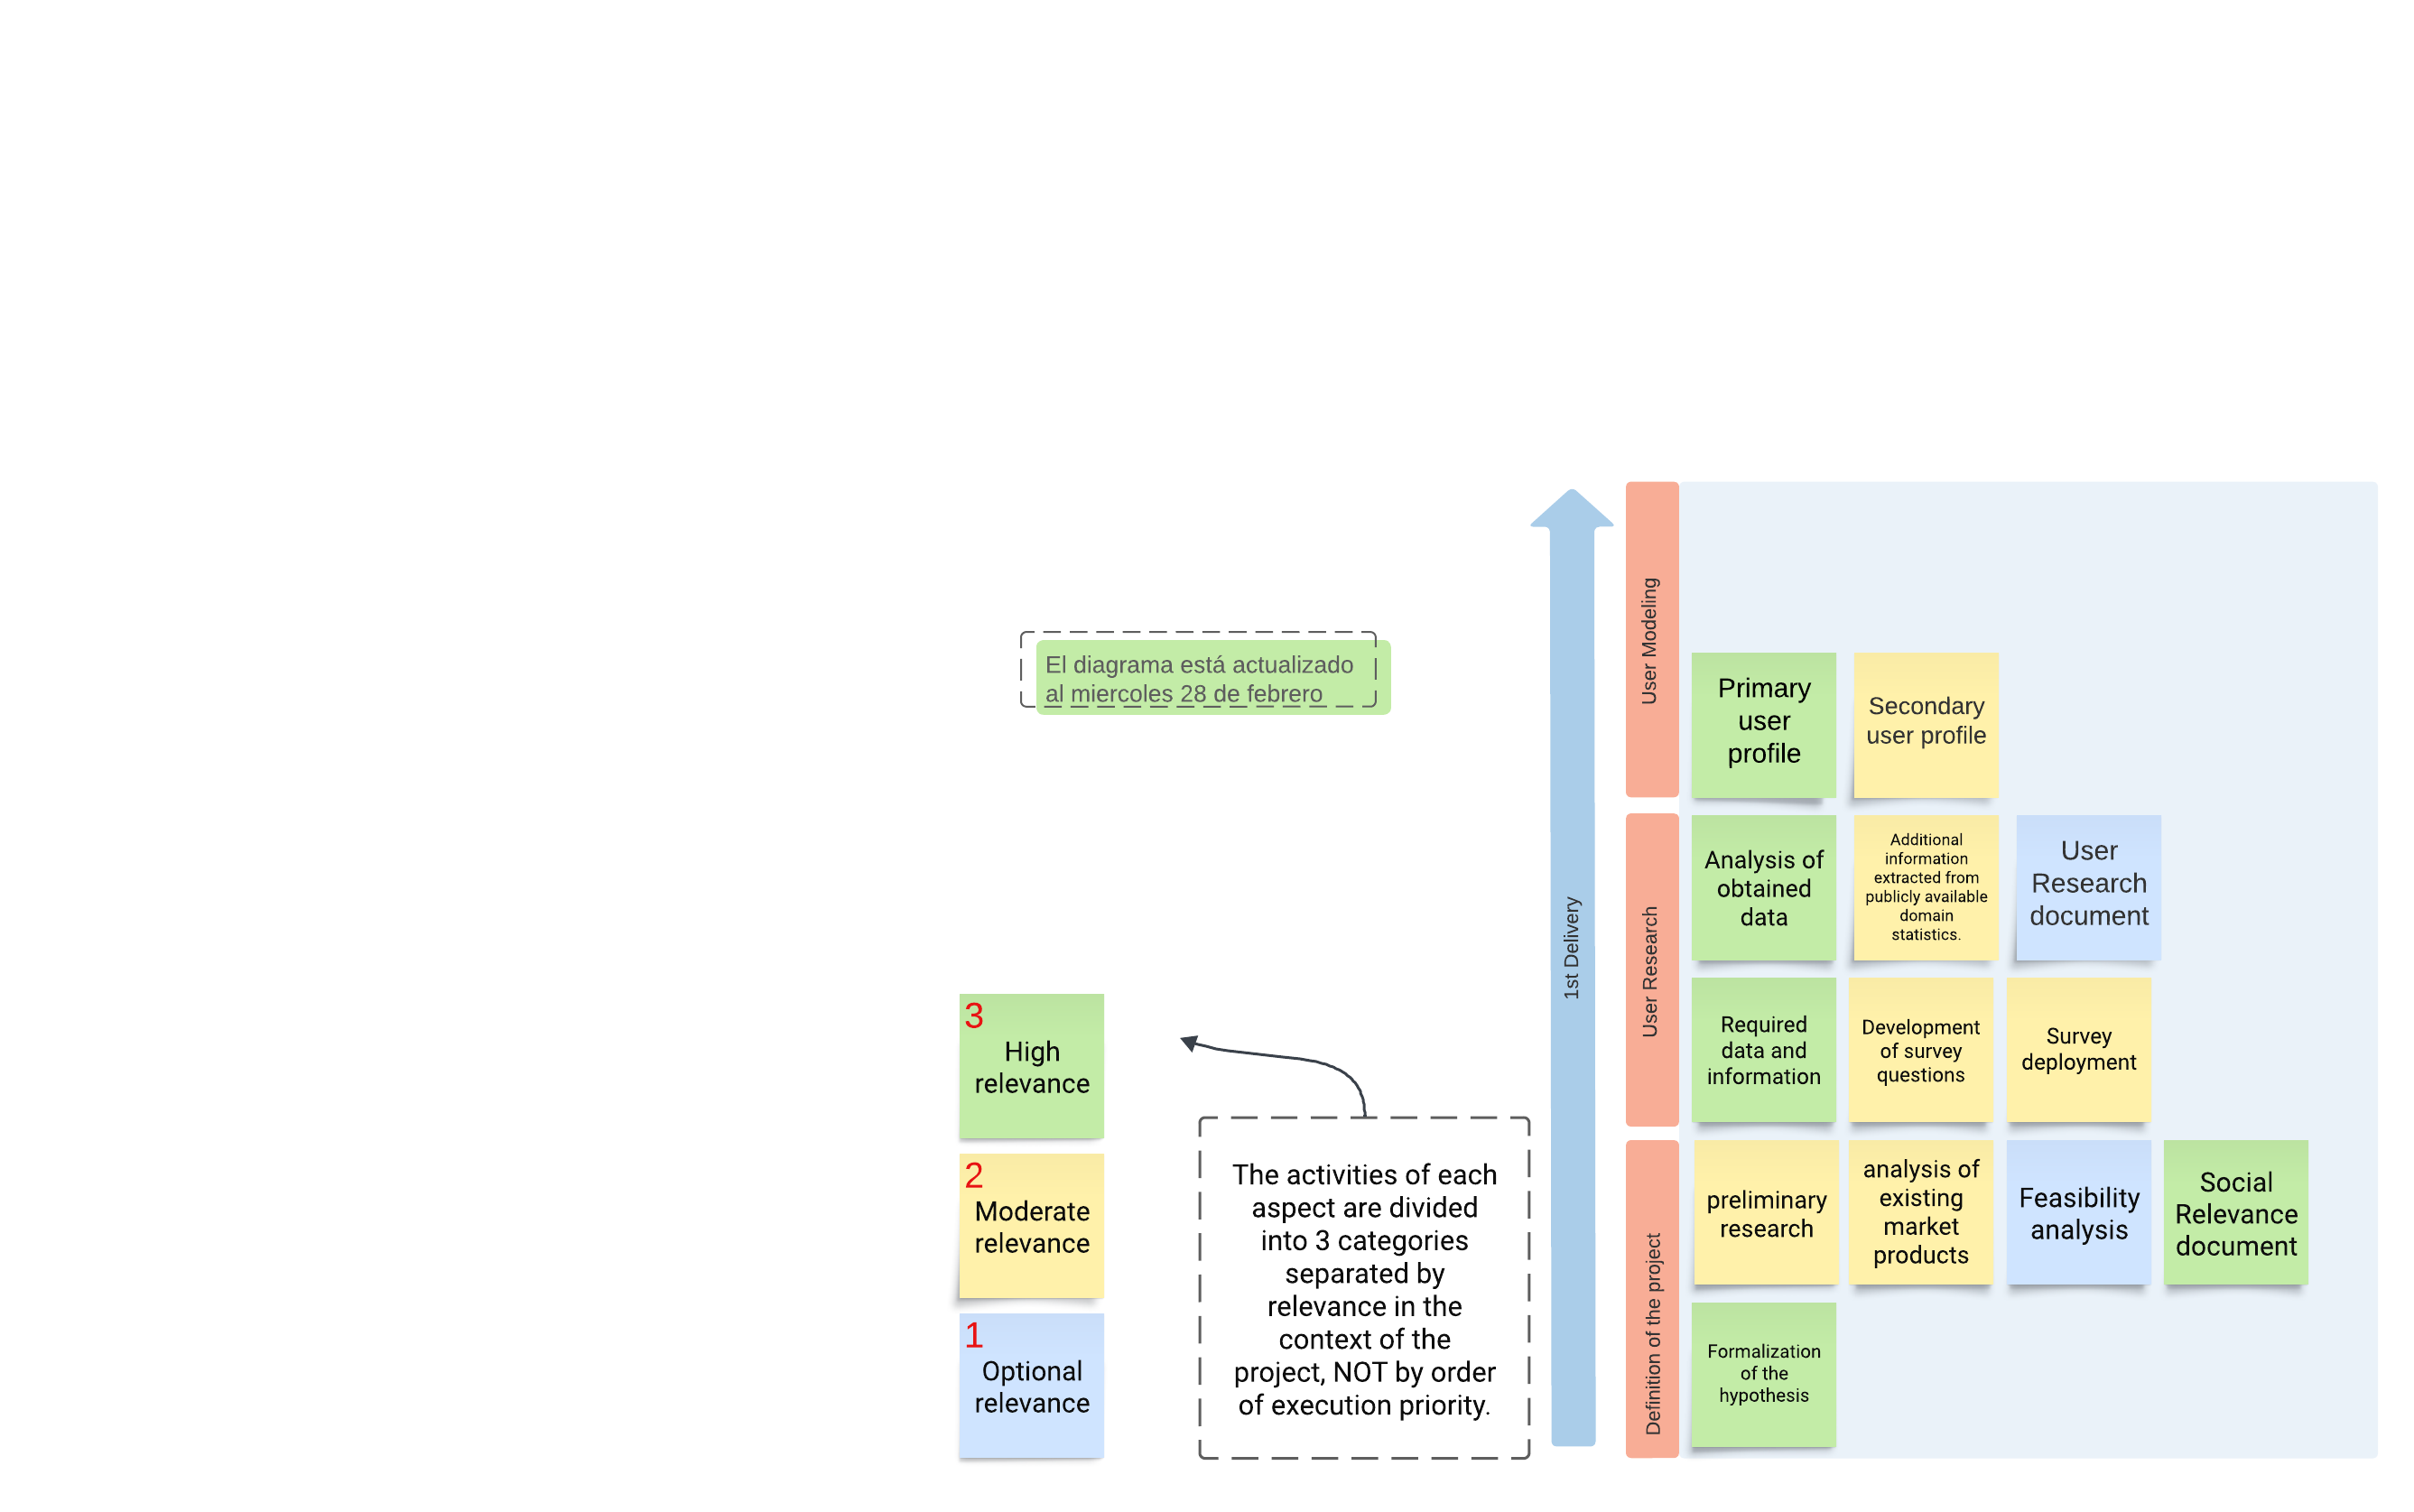 El diagrama está actualizado
al miercoles 28 de febrero
3
High
relevance
2
Moderate
relevance
1
Optional
relevance
The activities of each
aspect are divided
into 3 categories
separated by
relevance in the
context of the
project, NOT by order
of execution priority.
1st Delivery
User Modeling
Primary
user
profile
Secondary
user profile
User Research
Analysis of
obtained
data
Additional
information
extracted from
publicly available
domain
statistics.
User
Research
document
Required
data and
information
Development
of survey
questions
Survey
deployment
Definition of the project
preliminary
research
analysis of
existing
market
products
Feasibility
analysis
Social
Relevance
document
Formalization
of the
hypothesis